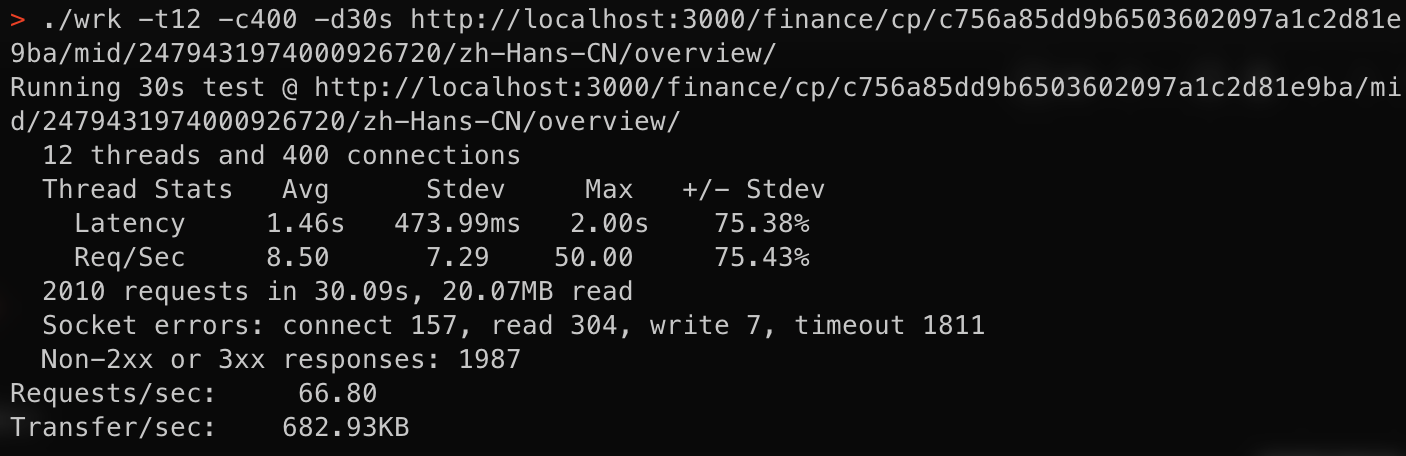 > ./wrk -t12 -c400 -d30s http://localhost:3000/finance/cp/c756a85dd9b6503602097a1c2d81e
9ba/mid/2479431974000926720/zh-Hans-CN/overview/
Running 30s test @ http://localhost:3000/finance/cp/c756a85dd9b6503602097a1c2d81e9ba/mi
d/2479431974000926720/zh-Hans-CN/overview/
  12 threads and 400 connections
  Thread Stats   Avg      Stdev     Max   +/- Stdev
    Latency     1.46s   473.99ms   2.00s    75.38%
    Req/Sec     8.50      7.29    50.00     75.43%
  2010 requests in 30.09s, 20.07MB read
  Socket errors: connect 157, read 304, write 7, timeout 1811
  Non-2xx or 3xx responses: 1987
Requests/sec:     66.80
Transfer/sec:    682.93KB